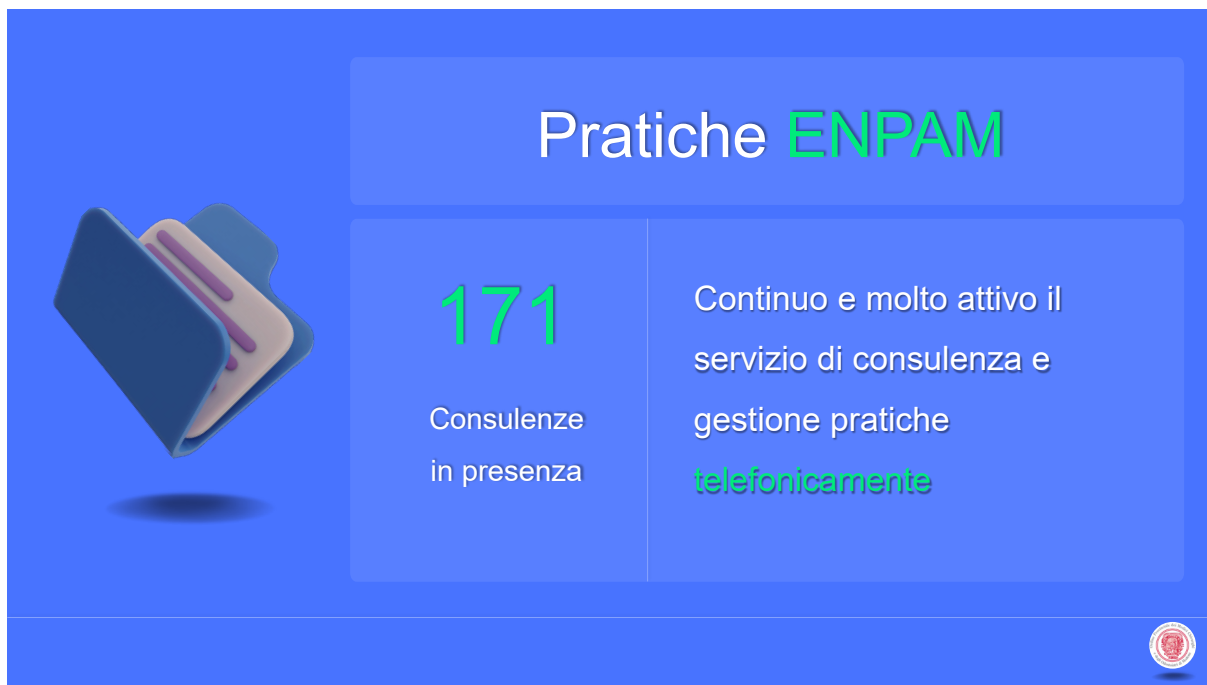 Pratiche ENPAM
171
Consulenze
in presenza
Continuo e molto attivo il
servizio di consulenza e
gestione pratiche
telefonicamente